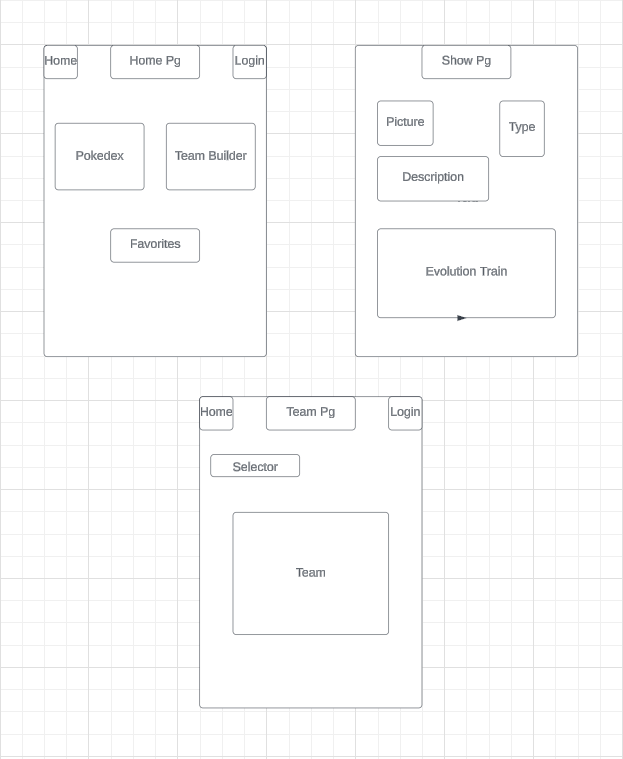 Home
Home Pg
Login
Pokedex
Team Builder
Favorites
Show Pg
Picture
Type
Description
Evolution Train
Home
Team Pg
Login
Selector
Team